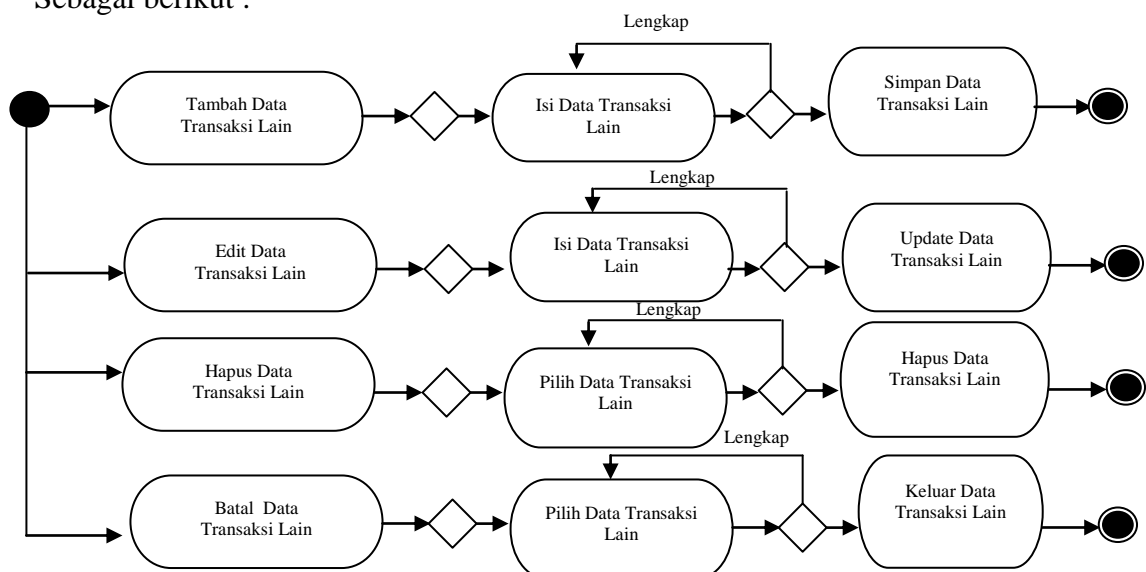 Sebagai berikut :
Lengkap
Tambah Data
Transaksi Lain
Isi Data Transaksi
Lain
Simpan Data
Transaksi Lain
Lengkap
Edit Data
Transaksi Lain
Isi Data Transaksi
Lain
Update Data
Transaksi Lain
Lengkap
Hapus Data
Transaksi Lain
Pilih Data Transaksi
Lain
Hapus Data
Transaksi Lain
Lengkap
Batal Data
Transaksi Lain
Pilih Data Transaksi
Lain
Keluar Data
Transaksi Lain